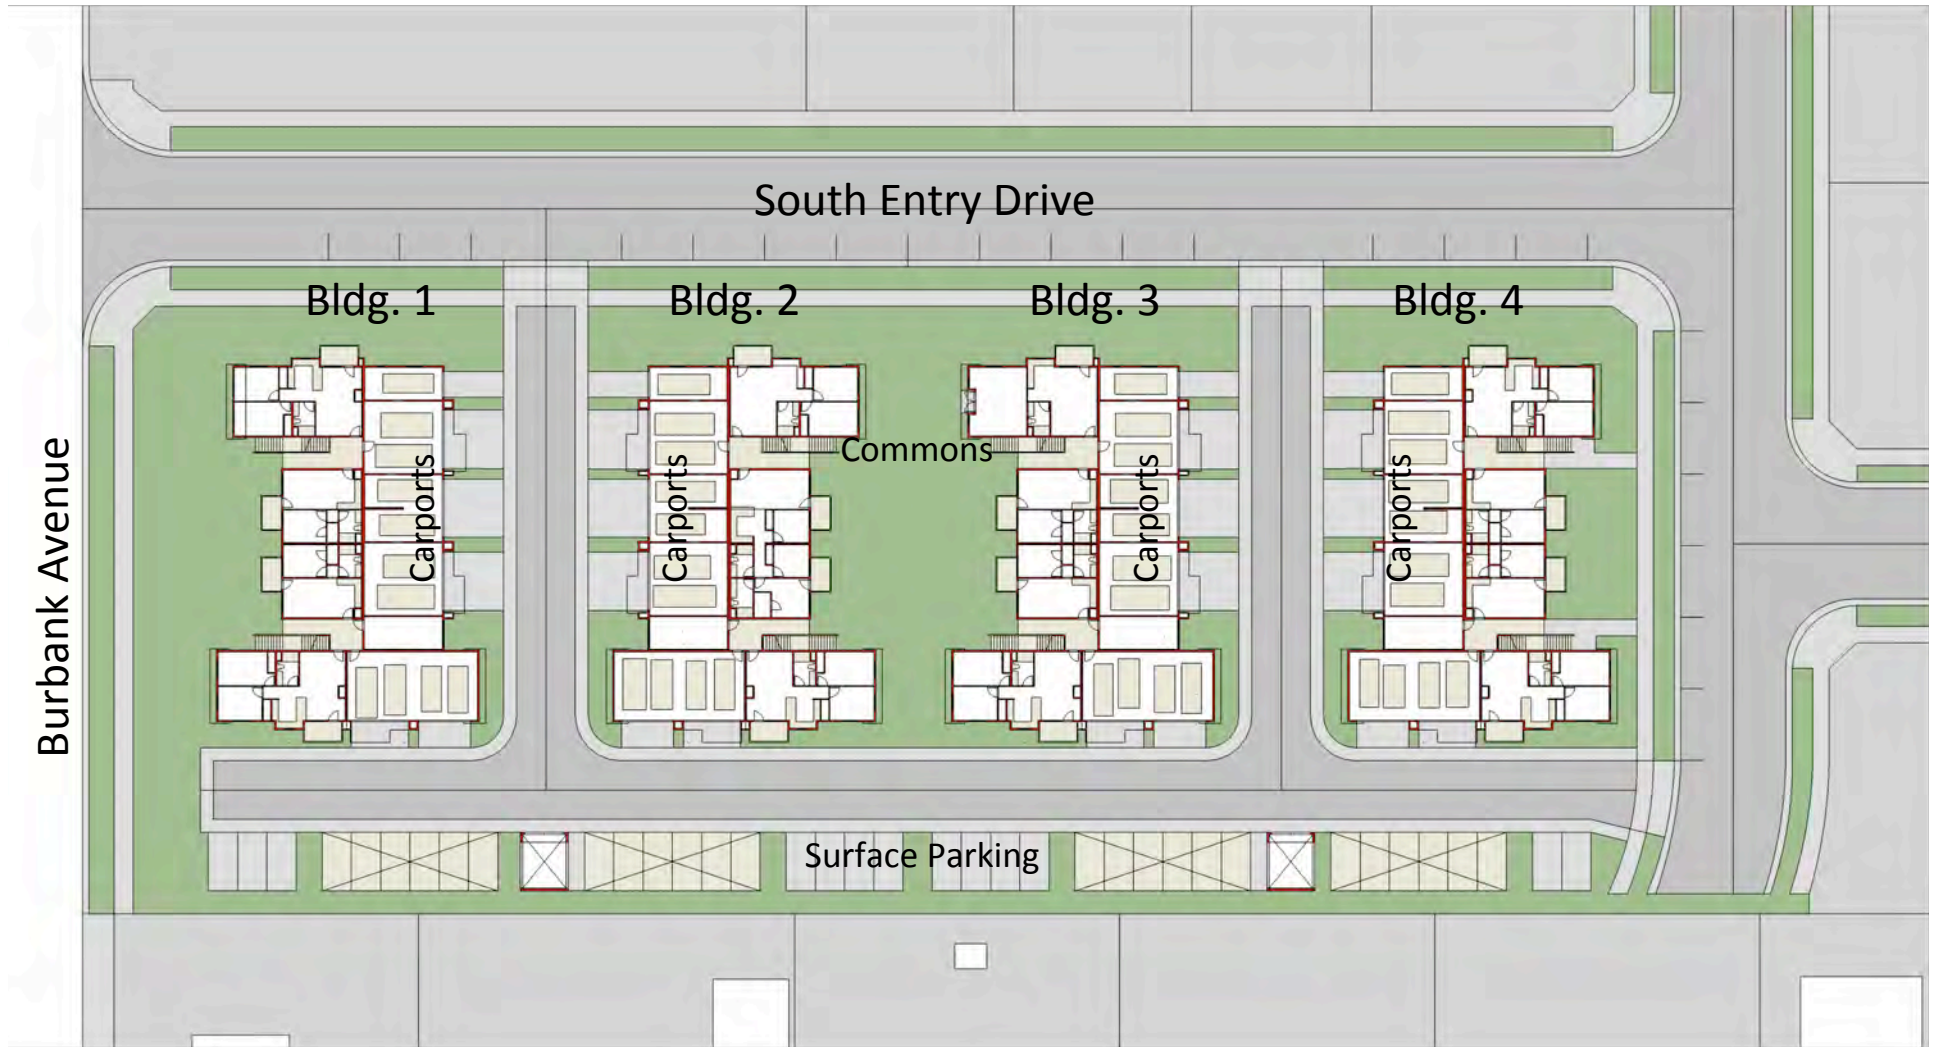 South Entry Drive
Bldg. 1
Bldg. 2
Bldg. 3
Bldg. 4
Burbank Avenue
Commons
Carports
Carports
Carports
Carports
Surface Parking